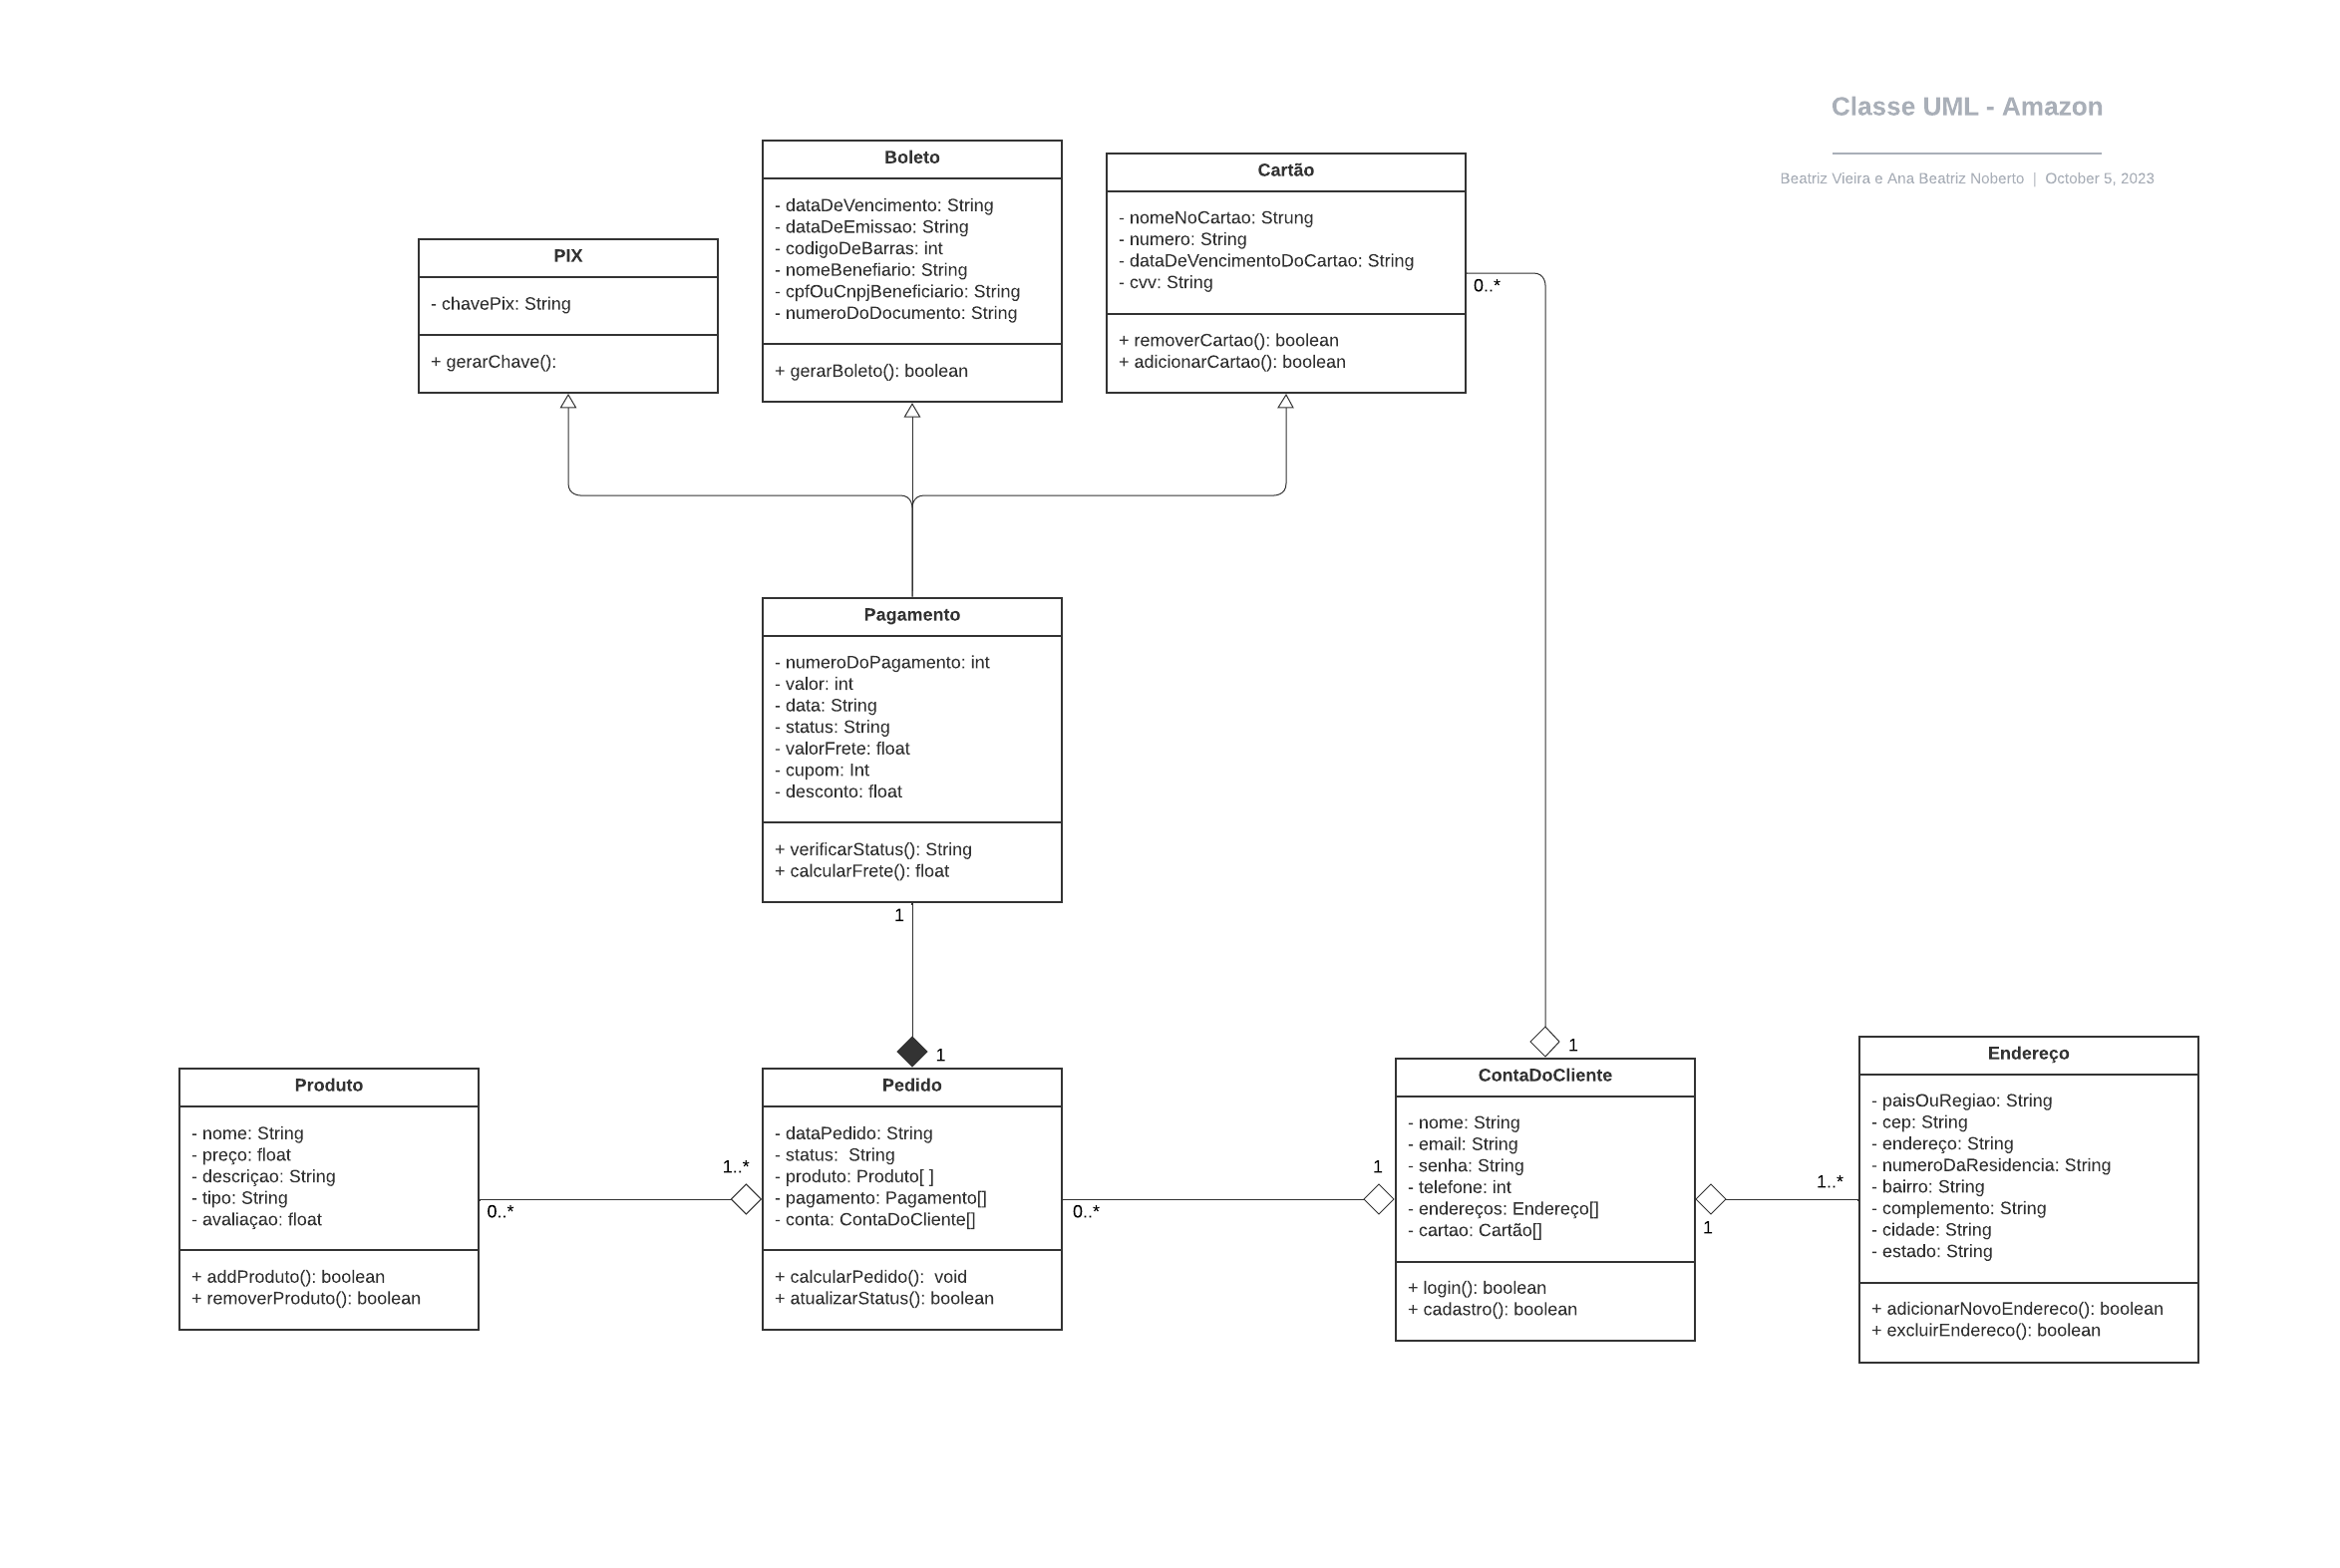 Classe UML - Amazon
Beatriz Vieira e Ana Beatriz Noberto | October 5, 2023
PIX
- chavePix: String
+ gerarChave():
Boleto
- dataDeVencimento: String
- dataDeEmissao: String
- codigoDeBarras: int
- nomeBenefiario: String
- cpfOuCnpjBeneficiario: String
- numeroDoDocumento: String
+ gerarBoleto(): boolean
Cartão
- nomeNoCartao: Strung
- numero: String
- dataDeVencimentoDoCartao: String
- cvv: String
+ removerCartao(): boolean
+ adicionarCartao(): boolean
0..*
Pagamento
- numeroDoPagamento: int
- valor: int
- data: String
- status: String
- valorFrete: float
- cupom: Int
- desconto: float
+ verificarStatus(): String
+ calcularFrete(): float
1
1
Produto
- nome: String
- preço: float
- descriçao: String
- tipo: String
- avaliaçao: float
+ addProduto(): boolean
+ removerProduto(): boolean
0..*
1..*
Pedido
- dataPedido: String
- status:  String
- produto: Produto[ ]
- pagamento: Pagamento[]
- conta: ContaDoCliente[]
+ calcularPedido():  void
+ atualizarStatus(): boolean
0..*
1
1
ContaDoCliente
- nome: String
- email: String
- senha: String
- telefone: int
- endereços: Endereço[]
- cartao: Cartão[]
+ login(): boolean
+ cadastro(): boolean
1
1..*
Endereço
- paisOuRegiao: String
- cep: String
- endereço: String
- numeroDaResidencia: String
- bairro: String
- complemento: String
- cidade: String
- estado: String
+ adicionarNovoEndereco(): boolean
+ excluirEndereco(): boolean